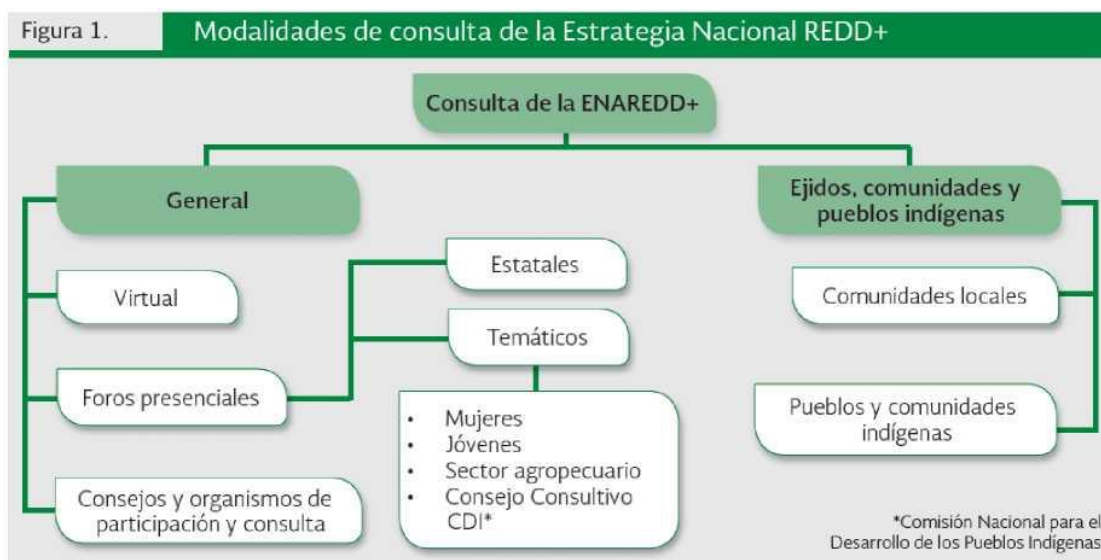 Figura 1.
Modalidades de consulta de la Estrategia Nacional REDD+
Consulta de la ENAREDD+
General
Virtual
Foros presenciales
Consejos y organismos de
participación y consulta
Estatales
Temáticos
• Mujeres
• Jóvenes
• Sector agropecuario
• Consejo Consultivo
CDI*
Ejidos, comunidades y
pueblos indígenas
Comunidades locales
Pueblos y comunidades
indígenas
*Comisión Nacional para el
Desarrollo de los Pueblos Indígenas